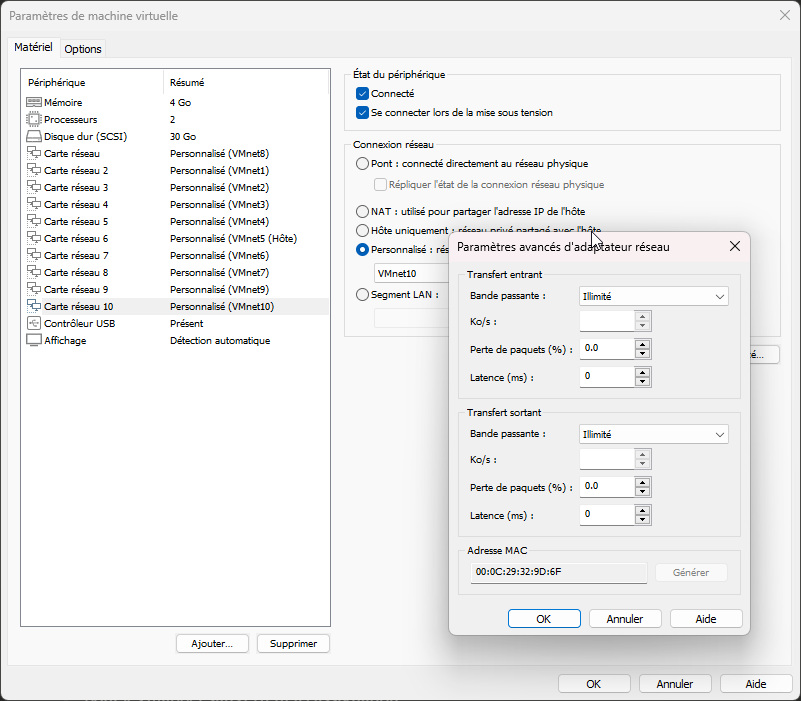 Paramètres de machine virtuelle
Matériel Options
Périphérique Résumé
Mémoire 4 Go
Processeurs 2
Disque dur (SCSI) 30 Go
Carte réseau Personnalisé (VMnet8)
Carte réseau 2 Personnalisé (VMnet1)
Carte réseau 3 Personnalisé (VMnet2)
Carte réseau 4 Personnalisé (VMnet3)
Carte réseau 5 Personnalisé (VMnet4)
Carte réseau 6 Personnalisé (VMnet5 (Hôte)
Carte réseau 7 Personnalisé (VMnet6)
Carte réseau 8 Personnalisé (VMnet7)
Carte réseau 9 Personnalisé (VMnet9)
Carte réseau 10 Personnalisé (VMnet10)
Contrôleur USB Présent
Affichage Détection automatique
Ajouter... Supprimer
État du périphérique
Connecté
Se connecter lors de la mise sous tension
Connexion réseau
Pont : connecté directement au réseau physique
Répliquer l'état de la connexion réseau physique
NAT : utilisé pour partager l'adresse IP de l'hôte
Hôte uniquement : réseau privé partagé avec l'hôte
Personnalisé : rés
VMnet10
Segment LAN :
é...
Paramètres avancés d'adaptateur réseau
Transfert entrant
Bande passante : Illimité
Ko/s :
Perte de paquets (%) : 0.0
Latence (ms) : 0
Transfert sortant
Bande passante : Illimité
Ko/s :
Perte de paquets (%) : 0.0
Latence (ms) : 0
Adresse MAC
00:0C:29:32:9D:6F Générer
OK Annuler Aide
OK Annuler Aide